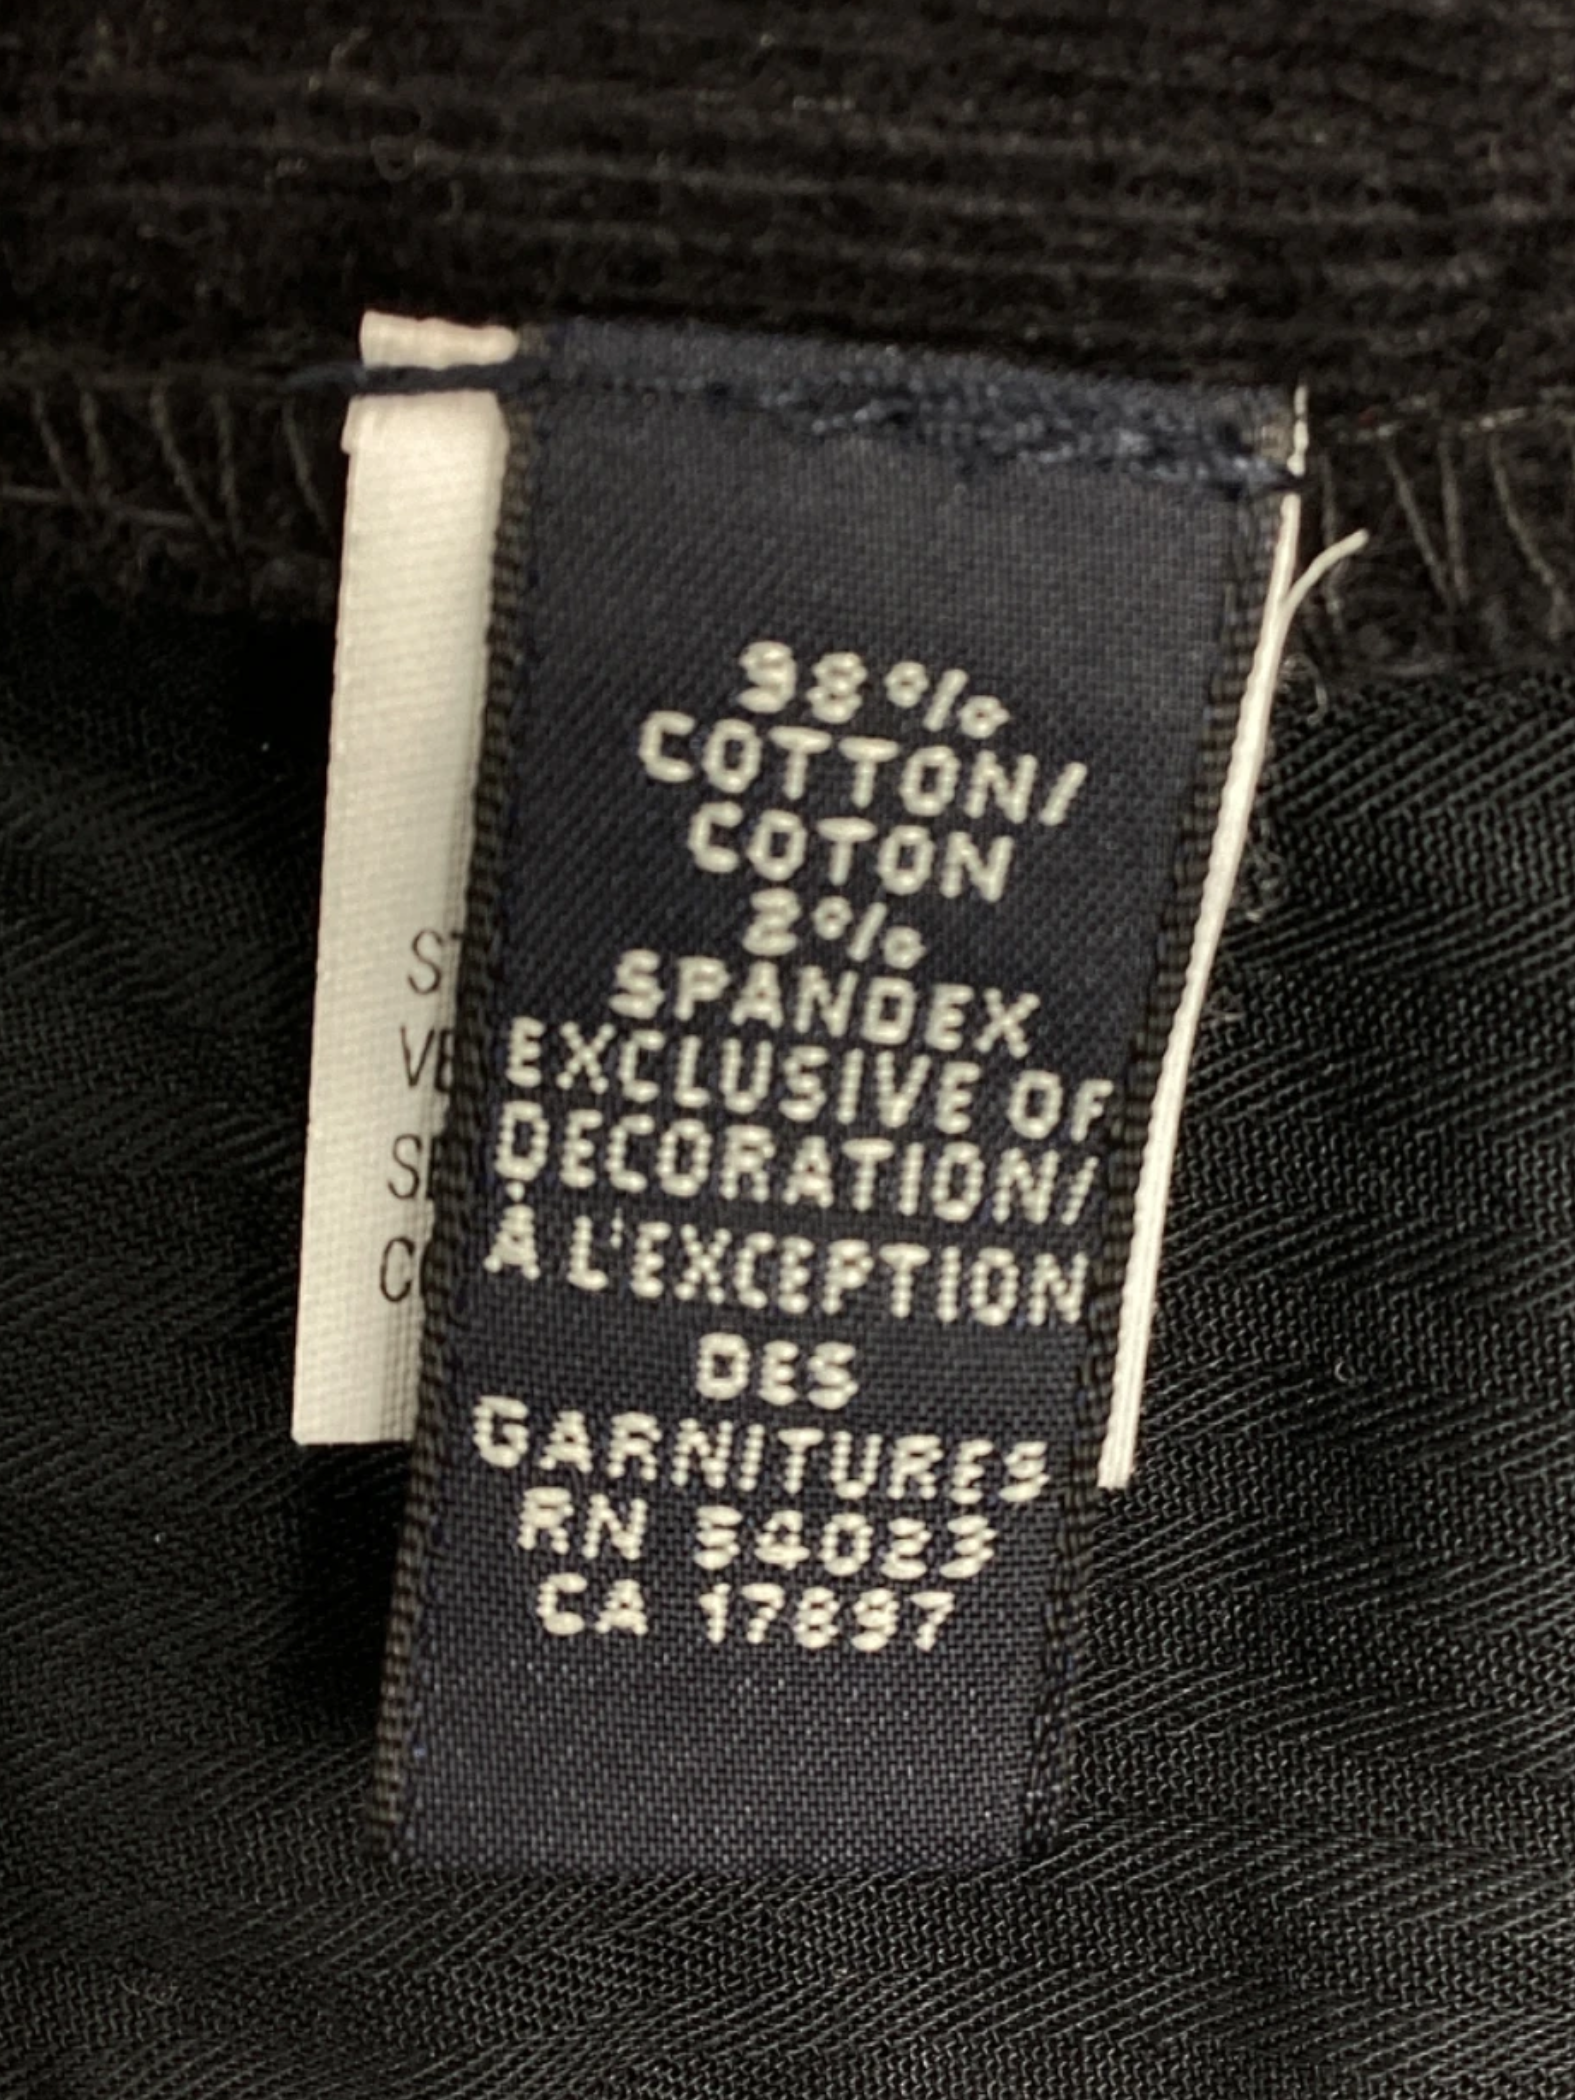 98%
COTTON/
COTON
2%
SPANDEX
EXCLUSIVE OF
DECORATION/
À L'EXCEPTION
DES
GARNITURES
RN 54023
CA 17897